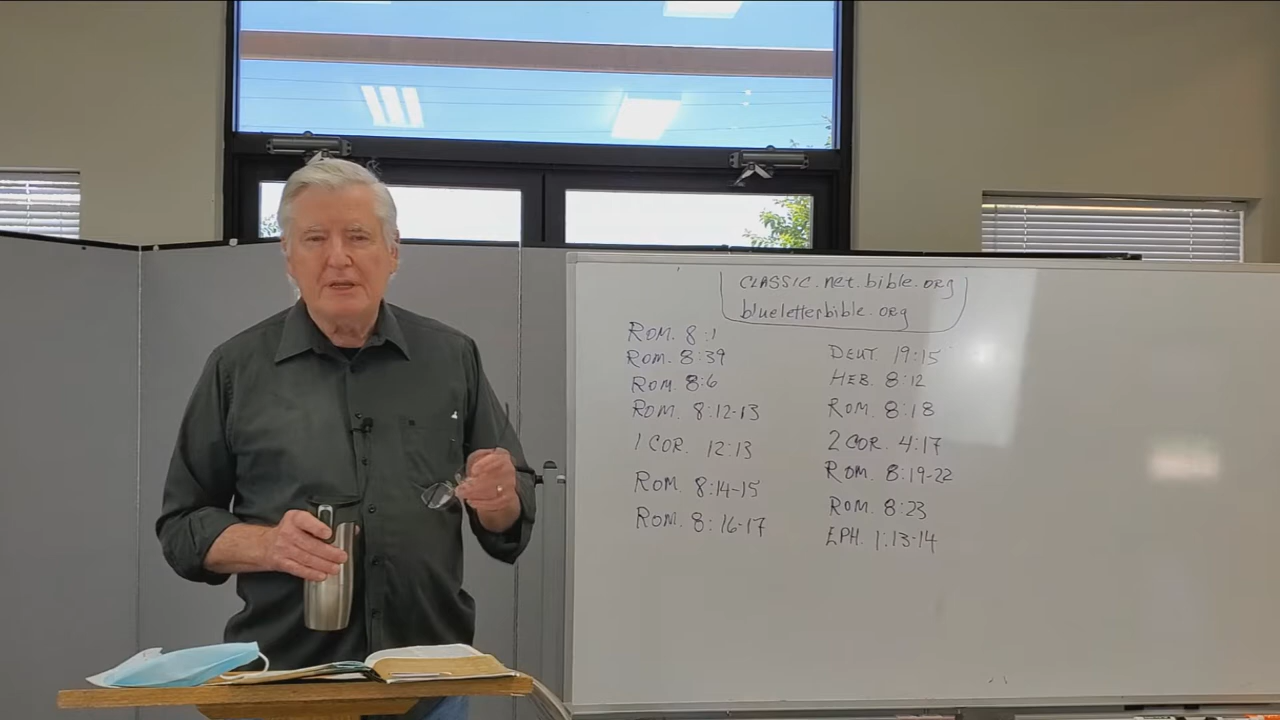 CLASSIC.net.bible.ORG
blueletterbible.org
ROM. 8:1
ROM. 8:39
ROM. 8:6
ROM. 8:12-13
1 COR. 12:13
ROM. 8:14-15
ROM. 8:16-17
DEUT. 19:15
HEB. 8:12
ROM. 8:18
2 COR. 4:17
ROM. 8:19-22
ROM. 8:23
EPH. 1:13-14